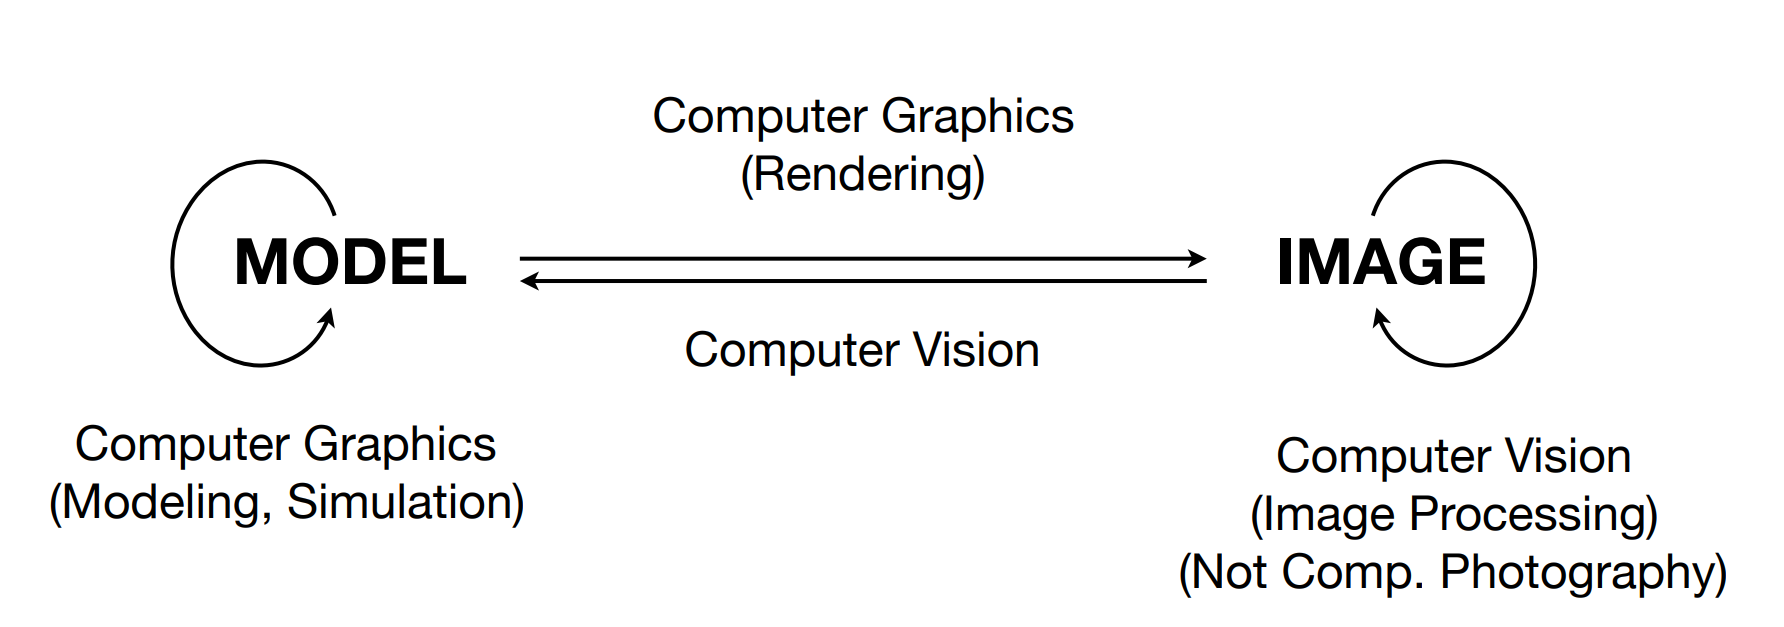 Computer Graphics
(Rendering)
MODEL
IMAGE
Computer Vision
Computer Graphics
(Modeling, Simulation)
Computer Vision
(Image Processing)
(Not Comp. Photography)